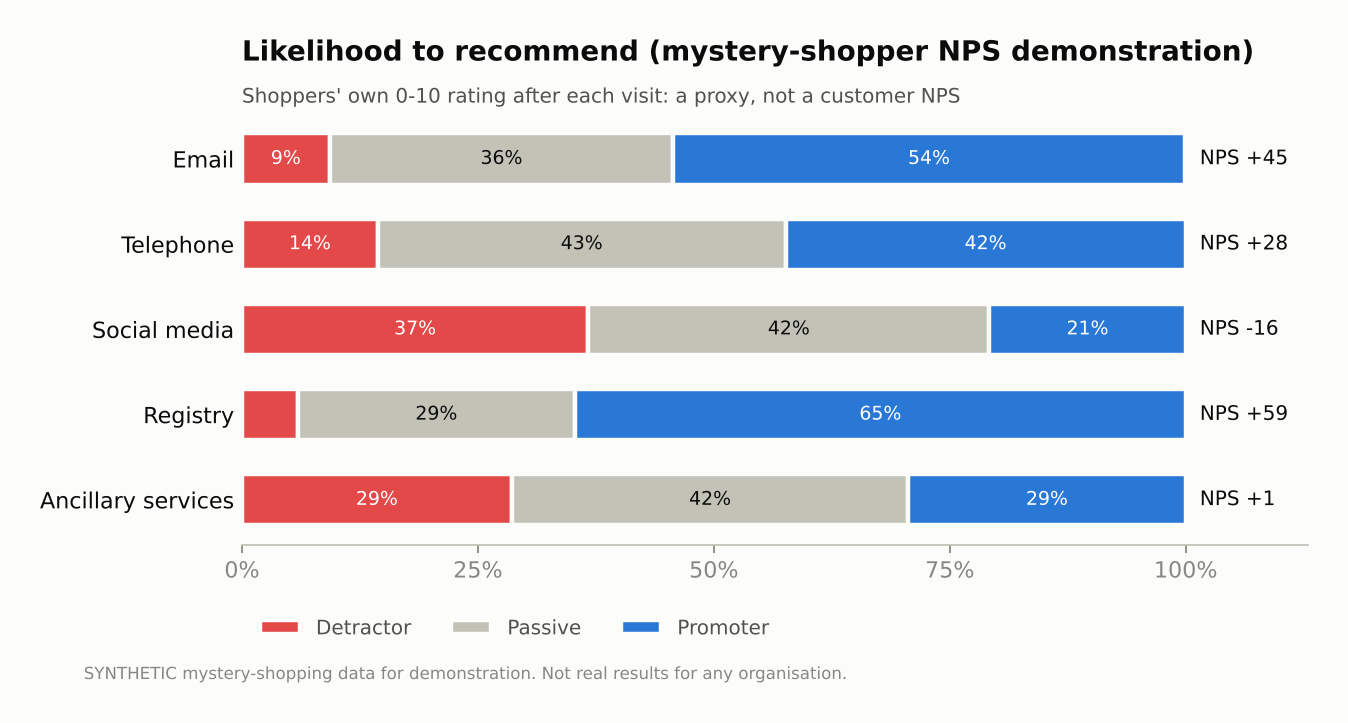 Likelihood to recommend (mystery-shopper NPS demonstration)
Shoppers' own 0-10 rating after each visit: a proxy, not a customer NPS
Email 9% 36% 54% NPS +45
Telephone 14% 43% 42% NPS +28
Social media 37% 42% 21% NPS -16
Registry 29% 65% NPS +59
Ancillary services 29% 42% 29% NPS +1
0% 25% 50% 75% 100%
Detractor Passive Promoter
SYNTHETIC mystery-shopping data for demonstration. Not real results for any organisation.